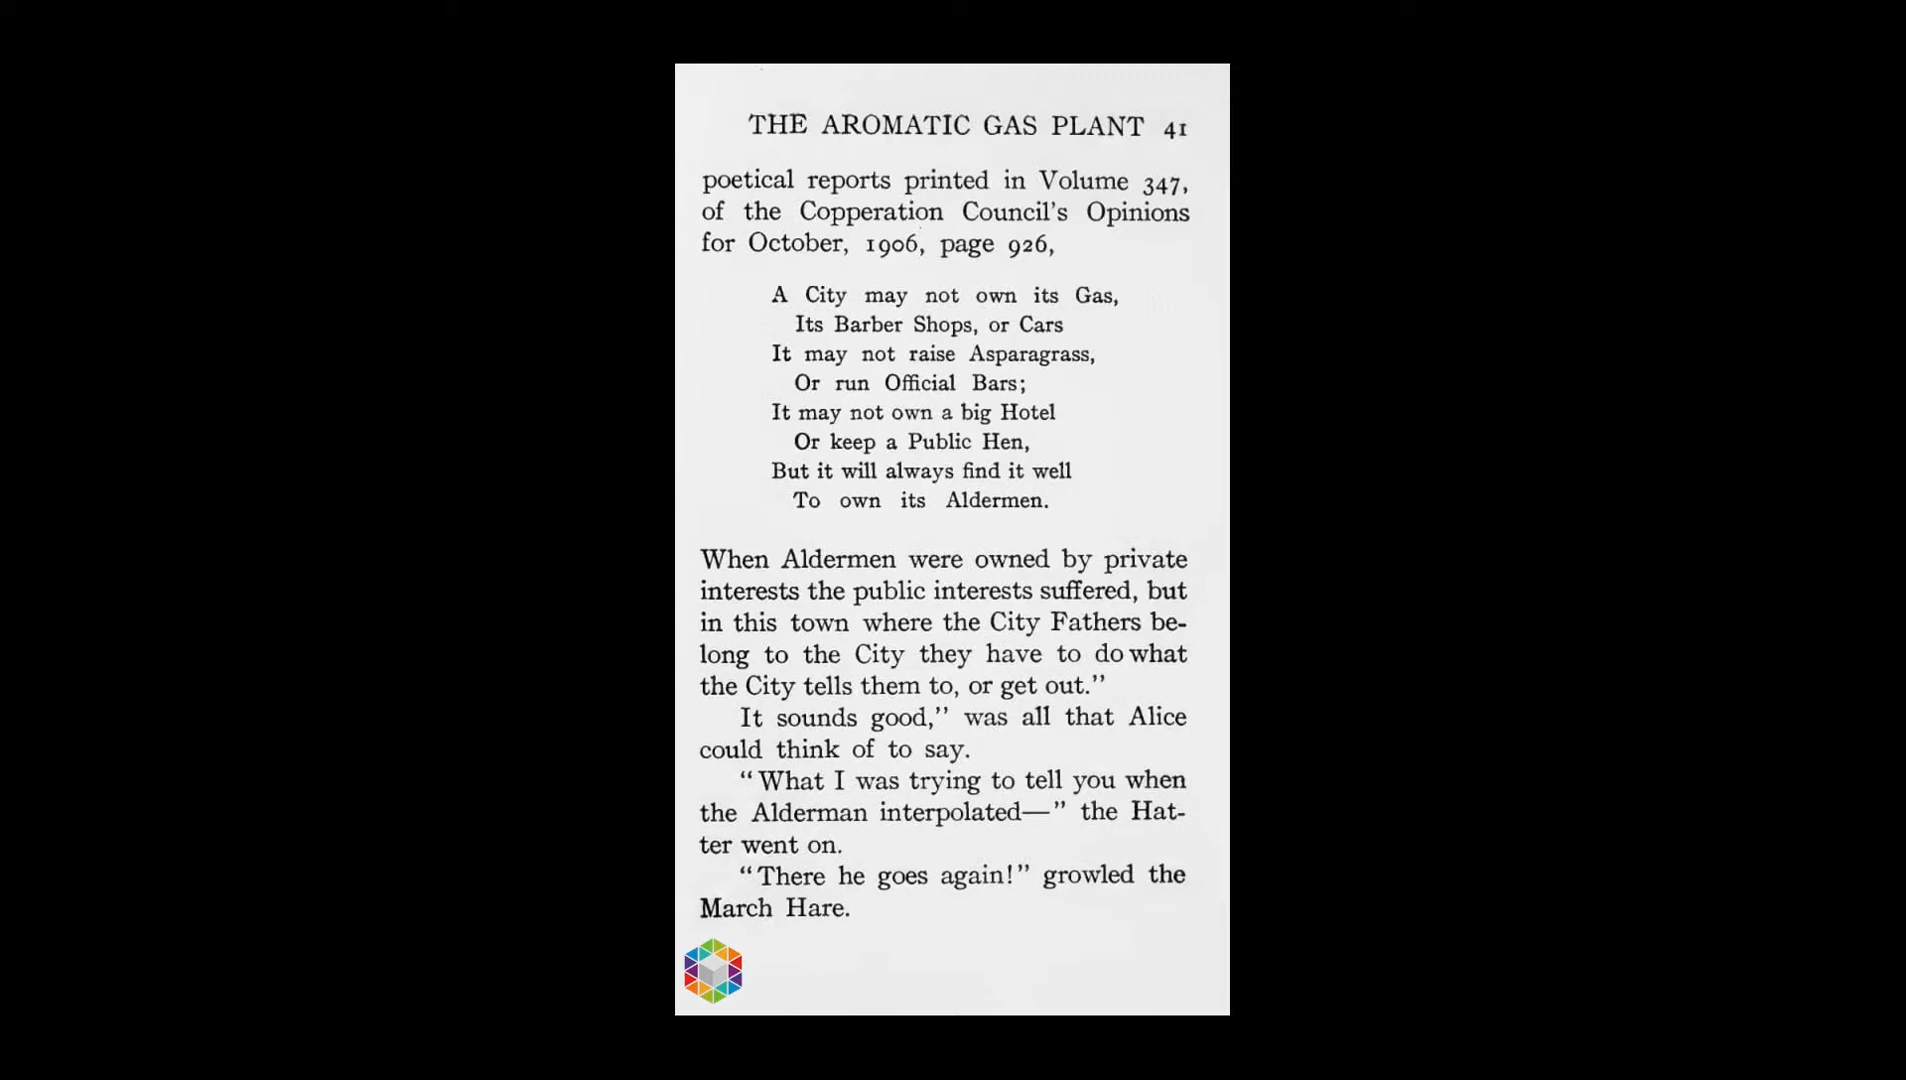 THE AROMATIC GAS PLANT 41
poetical reports printed in Volume 347,
of the Copperation Council's Opinions
for October, 1906, page 926,
A City may not own its Gas,
Its Barber Shops, or Cars
It may not raise Asparagrass,
Or run Official Bars;
It may not own a big Hotel
Or keep a Public Hen,
But it will always find it well
To own its Aldermen.
When Aldermen were owned by private
interests the public interests suffered, but
in this town where the City Fathers be-
long to the City they have to do what
the City tells them to, or get out.”
It sounds good,” was all that Alice
could think of to say.
“What I was trying to tell you when
the Alderman interpolated—” the Hat-
ter went on.
“There he goes again!” growled the
March Hare.